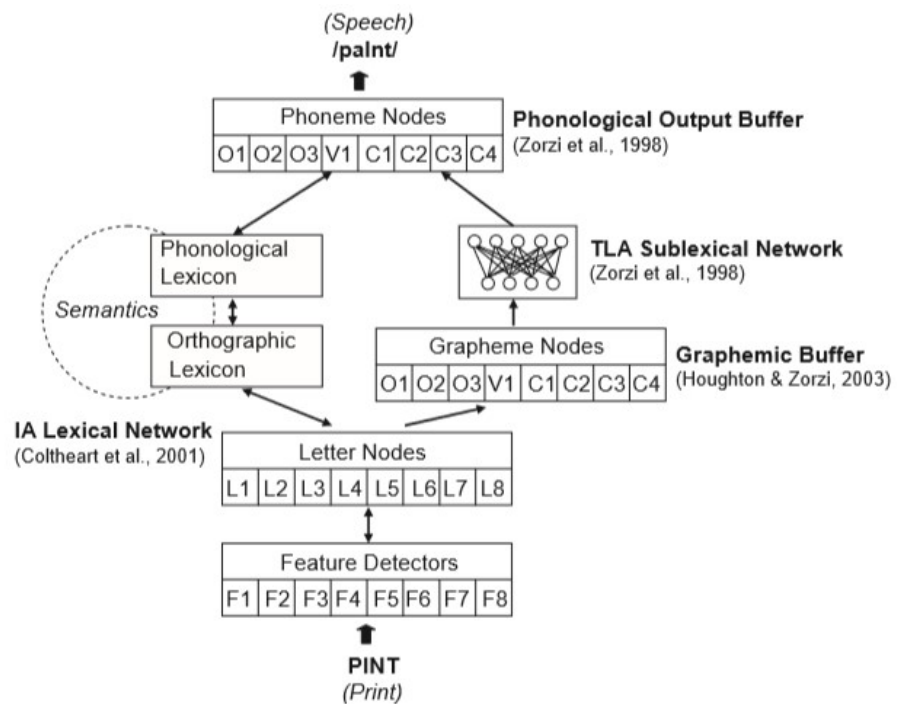 (Speech)
/paInt/
Phoneme Nodes
O1 O2 O3 V1 C1 C2 C3 C4
Phonological Output Buffer
(Zorzi et al., 1998)
Phonological
Lexicon
TLA Sublexical Network
(Zorzi et al., 1998)
Semantics
Orthographic
Lexicon
Grapheme Nodes
O1 O2 O3 V1 C1 C2 C3 C4
Graphemic Buffer
(Houghton & Zorzi, 2003)
IA Lexical Network
(Coltheart et al., 2001)
Letter Nodes
L1 L2 L3 L4 L5 L6 L7 L8
Feature Detectors
F1 F2 F3 F4 F5 F6 F7 F8
PINT
(Print)